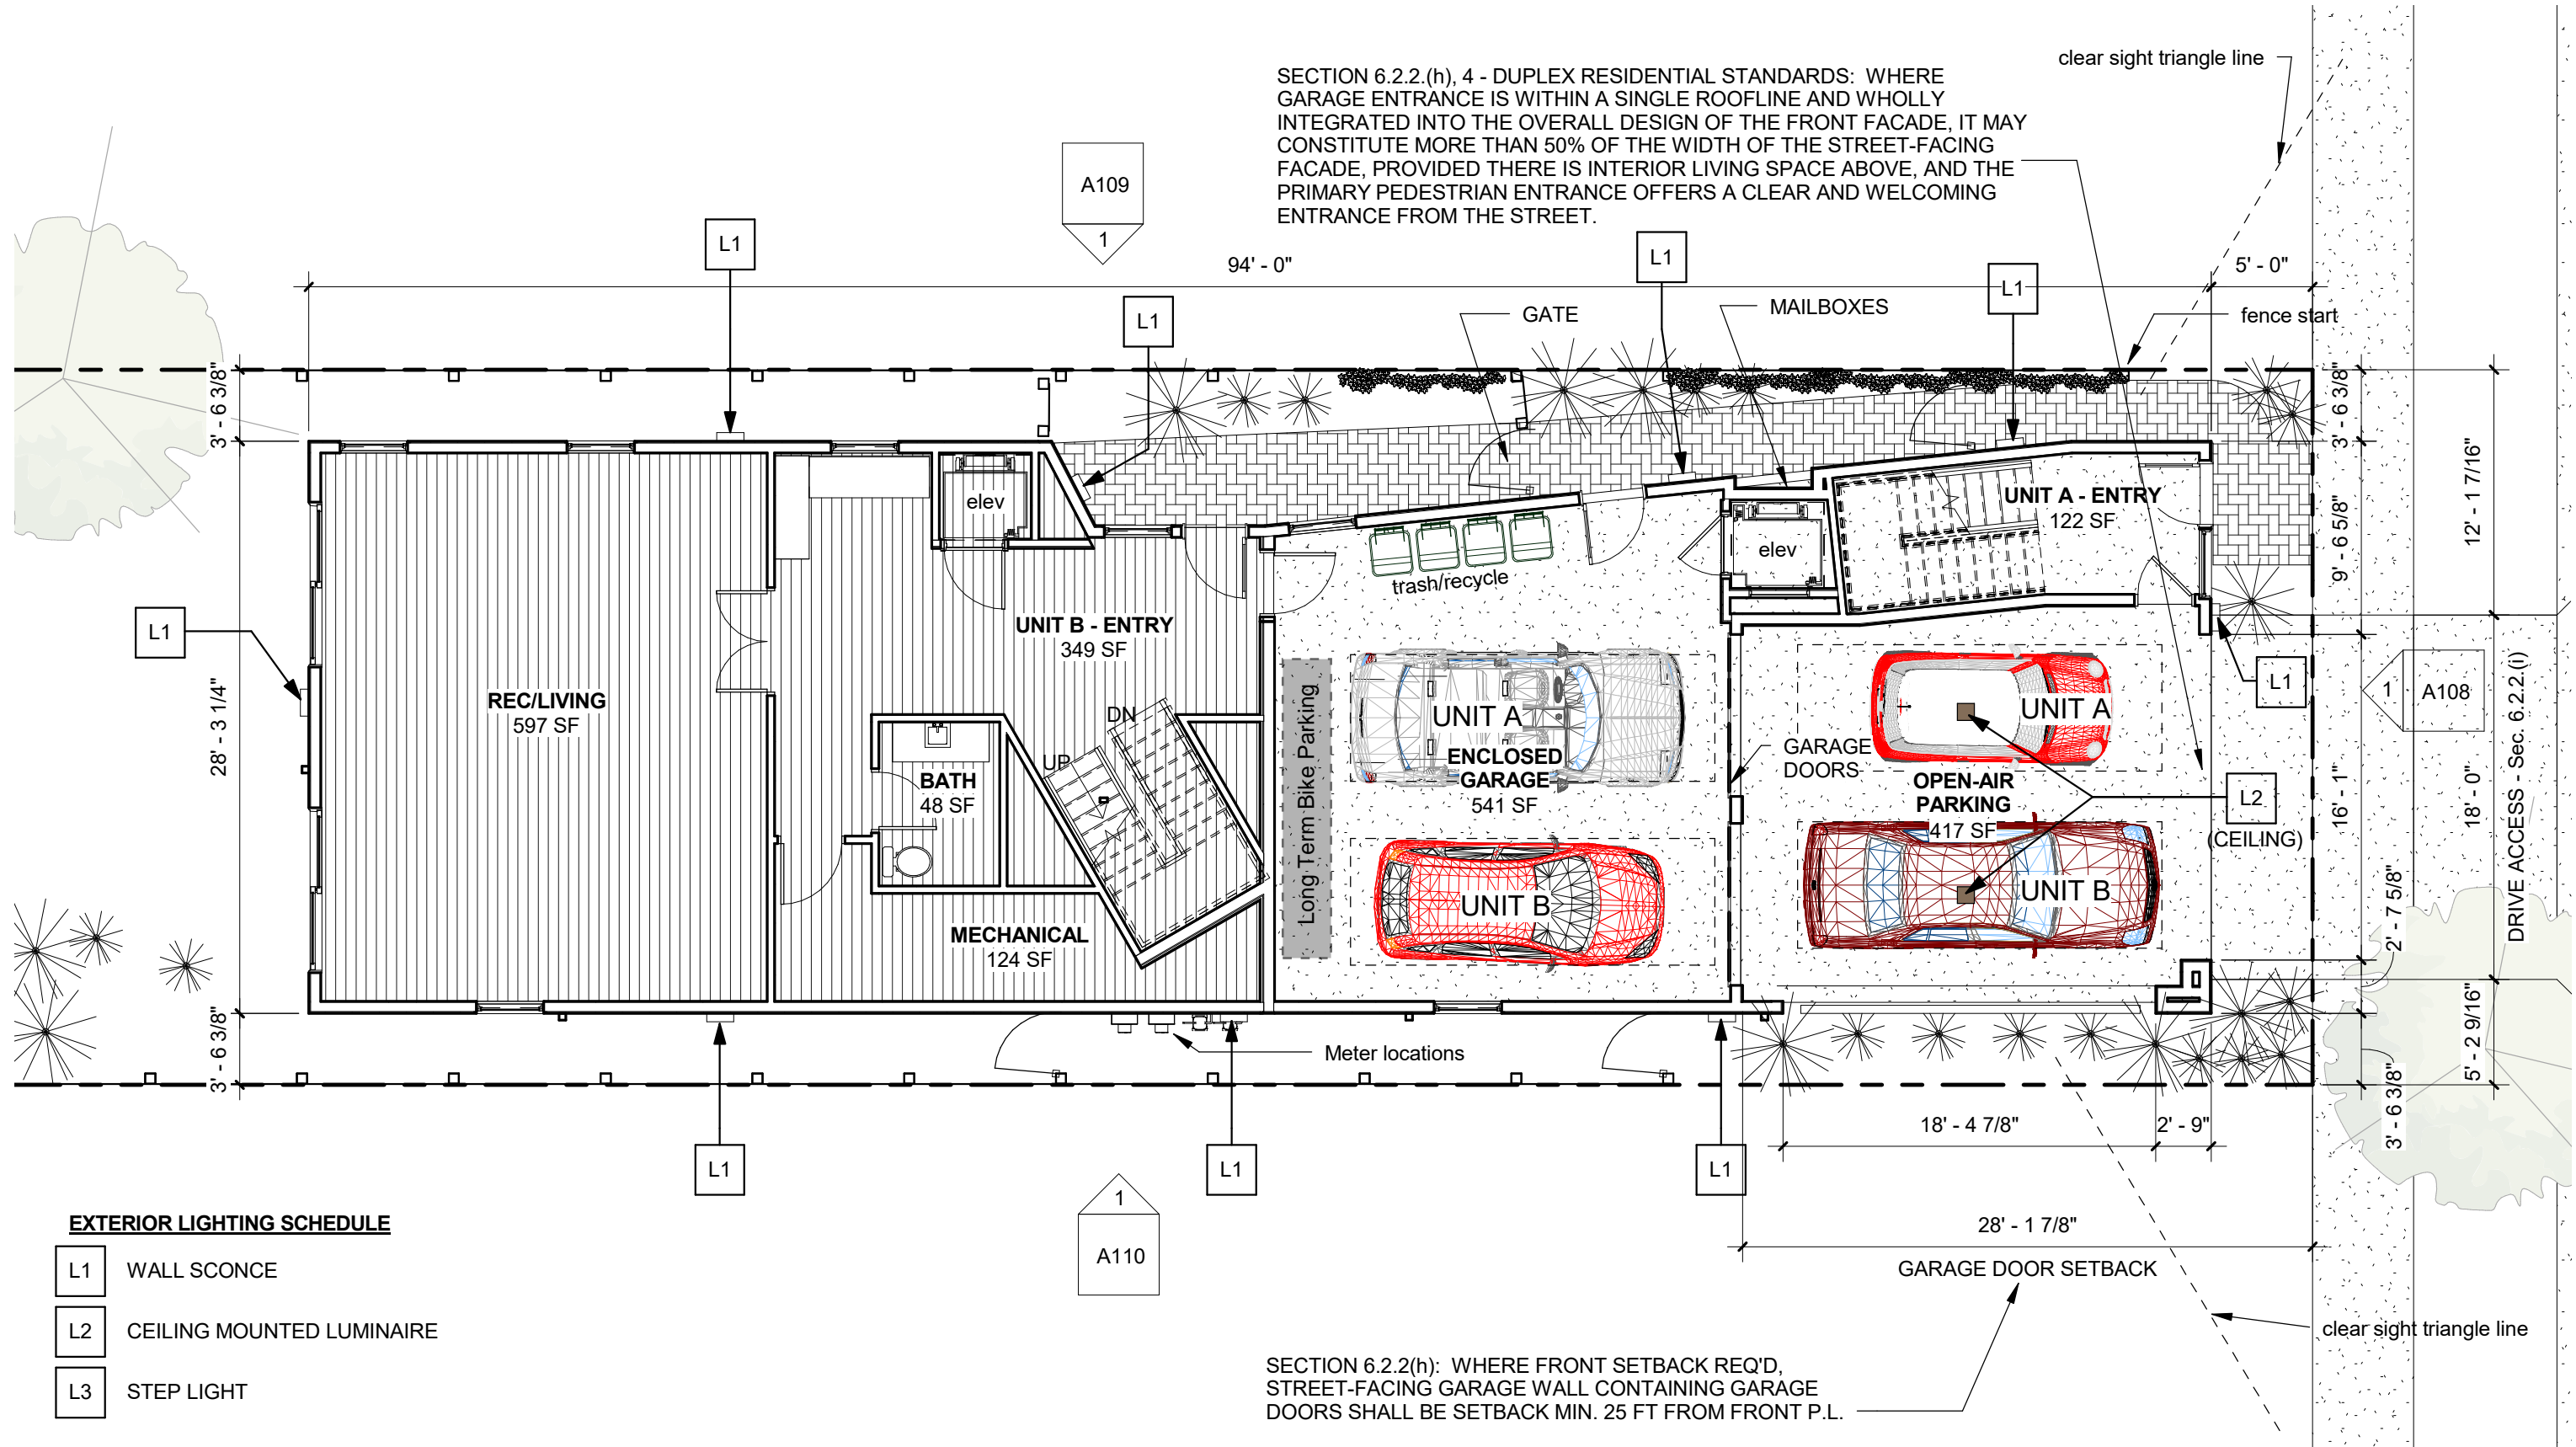 clear sight triangle line
SECTION 6.2.2.(h), 4 - DUPLEX RESIDENTIAL STANDARDS: WHERE
GARAGE ENTRANCE IS WITHIN A SINGLE ROOFLINE AND WHOLLY
INTEGRATED INTO THE OVERALL DESIGN OF THE FRONT FACADE, IT MAY
CONSTITUTE MORE THAN 50% OF THE WIDTH OF THE STREET-FACING
FACADE, PROVIDED THERE IS INTERIOR LIVING SPACE ABOVE, AND THE
PRIMARY PEDESTRIAN ENTRANCE OFFERS A CLEAR AND WELCOMING
ENTRANCE FROM THE STREET.
A109
1
L1
L1
94' - 0"
5' - 0"
L1
L1
GATE
MAILBOXES
fence start
3' - 6 3/8"
3' - 6 3/8"
12' - 1 7/16"
elev
UNIT A - ENTRY
122 SF
elev
9' - 6 5/8"
trash/recycle
L1
UNIT B - ENTRY
349 SF
REC/LIVING
597 SF
28' - 3 1/4"
DN
UP
BATH
48 SF
MECHANICAL
124 SF
Long Term Bike Parking
UNIT A
ENCLOSED
GARAGE
541 SF
UNIT B
GARAGE
DOORS
UNIT A
OPEN-AIR
PARKING
417 SF
UNIT B
L1
1
A108
L2
(CEILING)
16' - 1"
18' - 0"
DRIVE ACCESS - Sec. 6.2.2.(i)
2' - 7 5/8"
5' - 2 9/16"
3' - 6 3/8"
3' - 6 3/8"
Meter locations
18' - 4 7/8"
2' - 9"
L1
L1
L1
1
A110
28' - 1 7/8"
GARAGE DOOR SETBACK
clear sight triangle line
SECTION 6.2.2(h): WHERE FRONT SETBACK REQ'D,
STREET-FACING GARAGE WALL CONTAINING GARAGE
DOORS SHALL BE SETBACK MIN. 25 FT FROM FRONT P.L.
EXTERIOR LIGHTING SCHEDULE
L1 WALL SCONCE
L2 CEILING MOUNTED LUMINAIRE
L3 STEP LIGHT